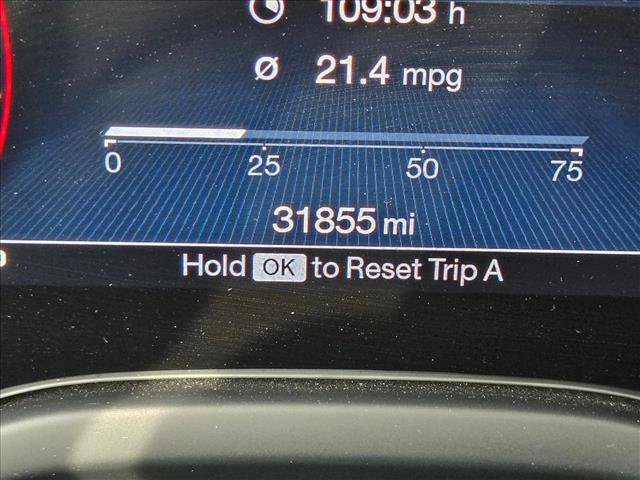 109:03 h
Ø 21.4 mpg
0 25 50 75
31855 mi
Hold OK to Reset Trip A